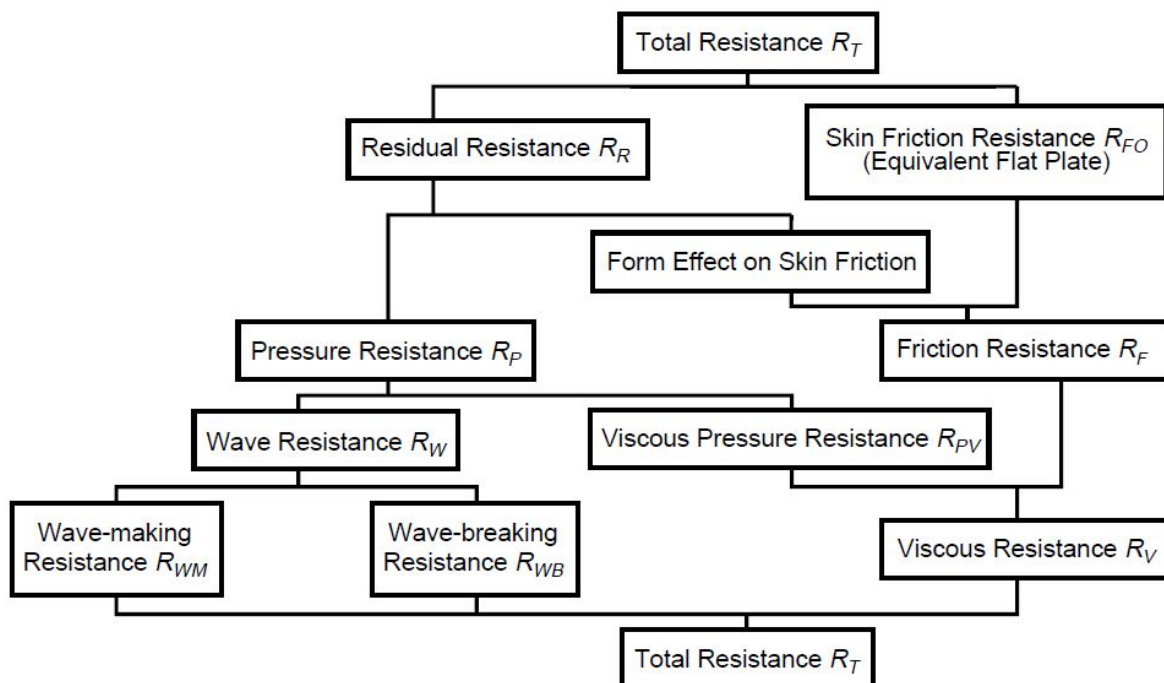 Total Resistance R_T
Residual Resistance R_R
Skin Friction Resistance R_FO
(Equivalent Flat Plate)
Form Effect on Skin Friction
Pressure Resistance R_P
Friction Resistance R_F
Wave Resistance R_W
Viscous Pressure Resistance R_PV
Wave-making
Resistance R_WM
Wave-breaking
Resistance R_WB
Viscous Resistance R_V
Total Resistance R_T